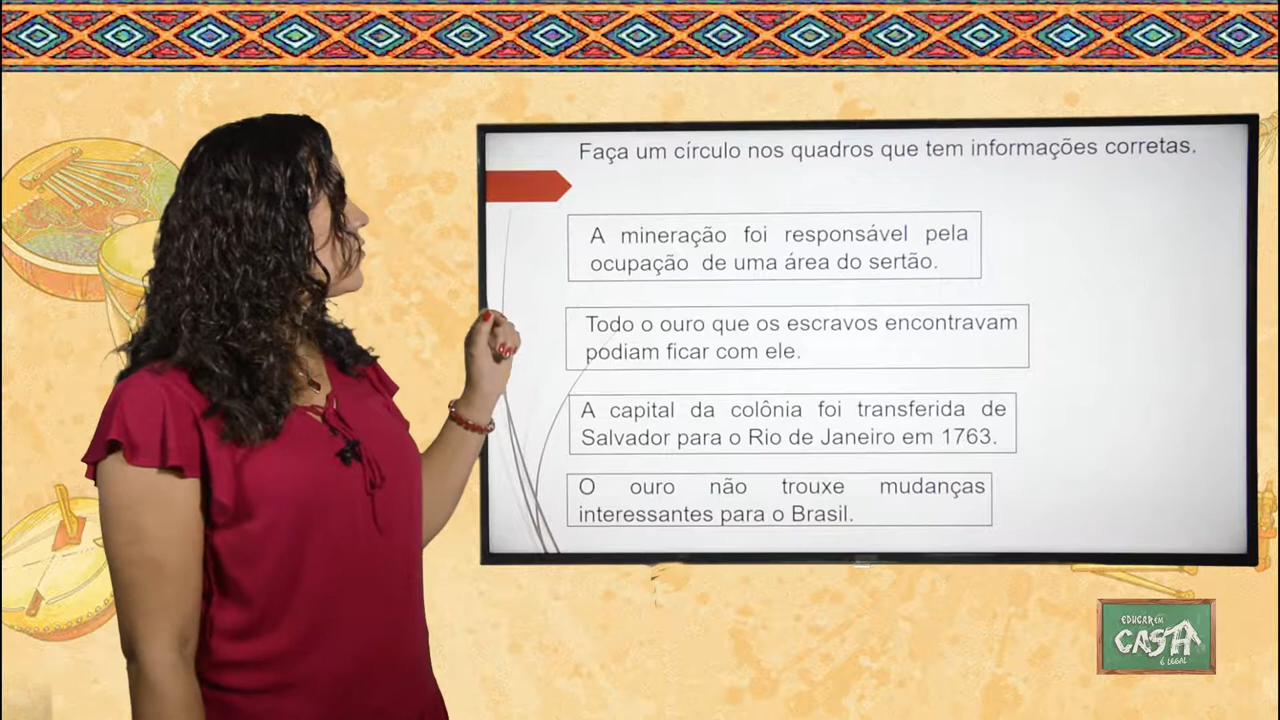 Faça um círculo nos quadros que tem informações corretas.
A mineração foi responsável pela
ocupação de uma área do sertão.
Todo o ouro que os escravos encontravam
podiam ficar com ele.
A capital da colônia foi transferida de
Salvador para o Rio de Janeiro em 1763.
O ouro não trouxe mudanças
interessantes para o Brasil.
EDUCAR EM
CASA
É LEGAL